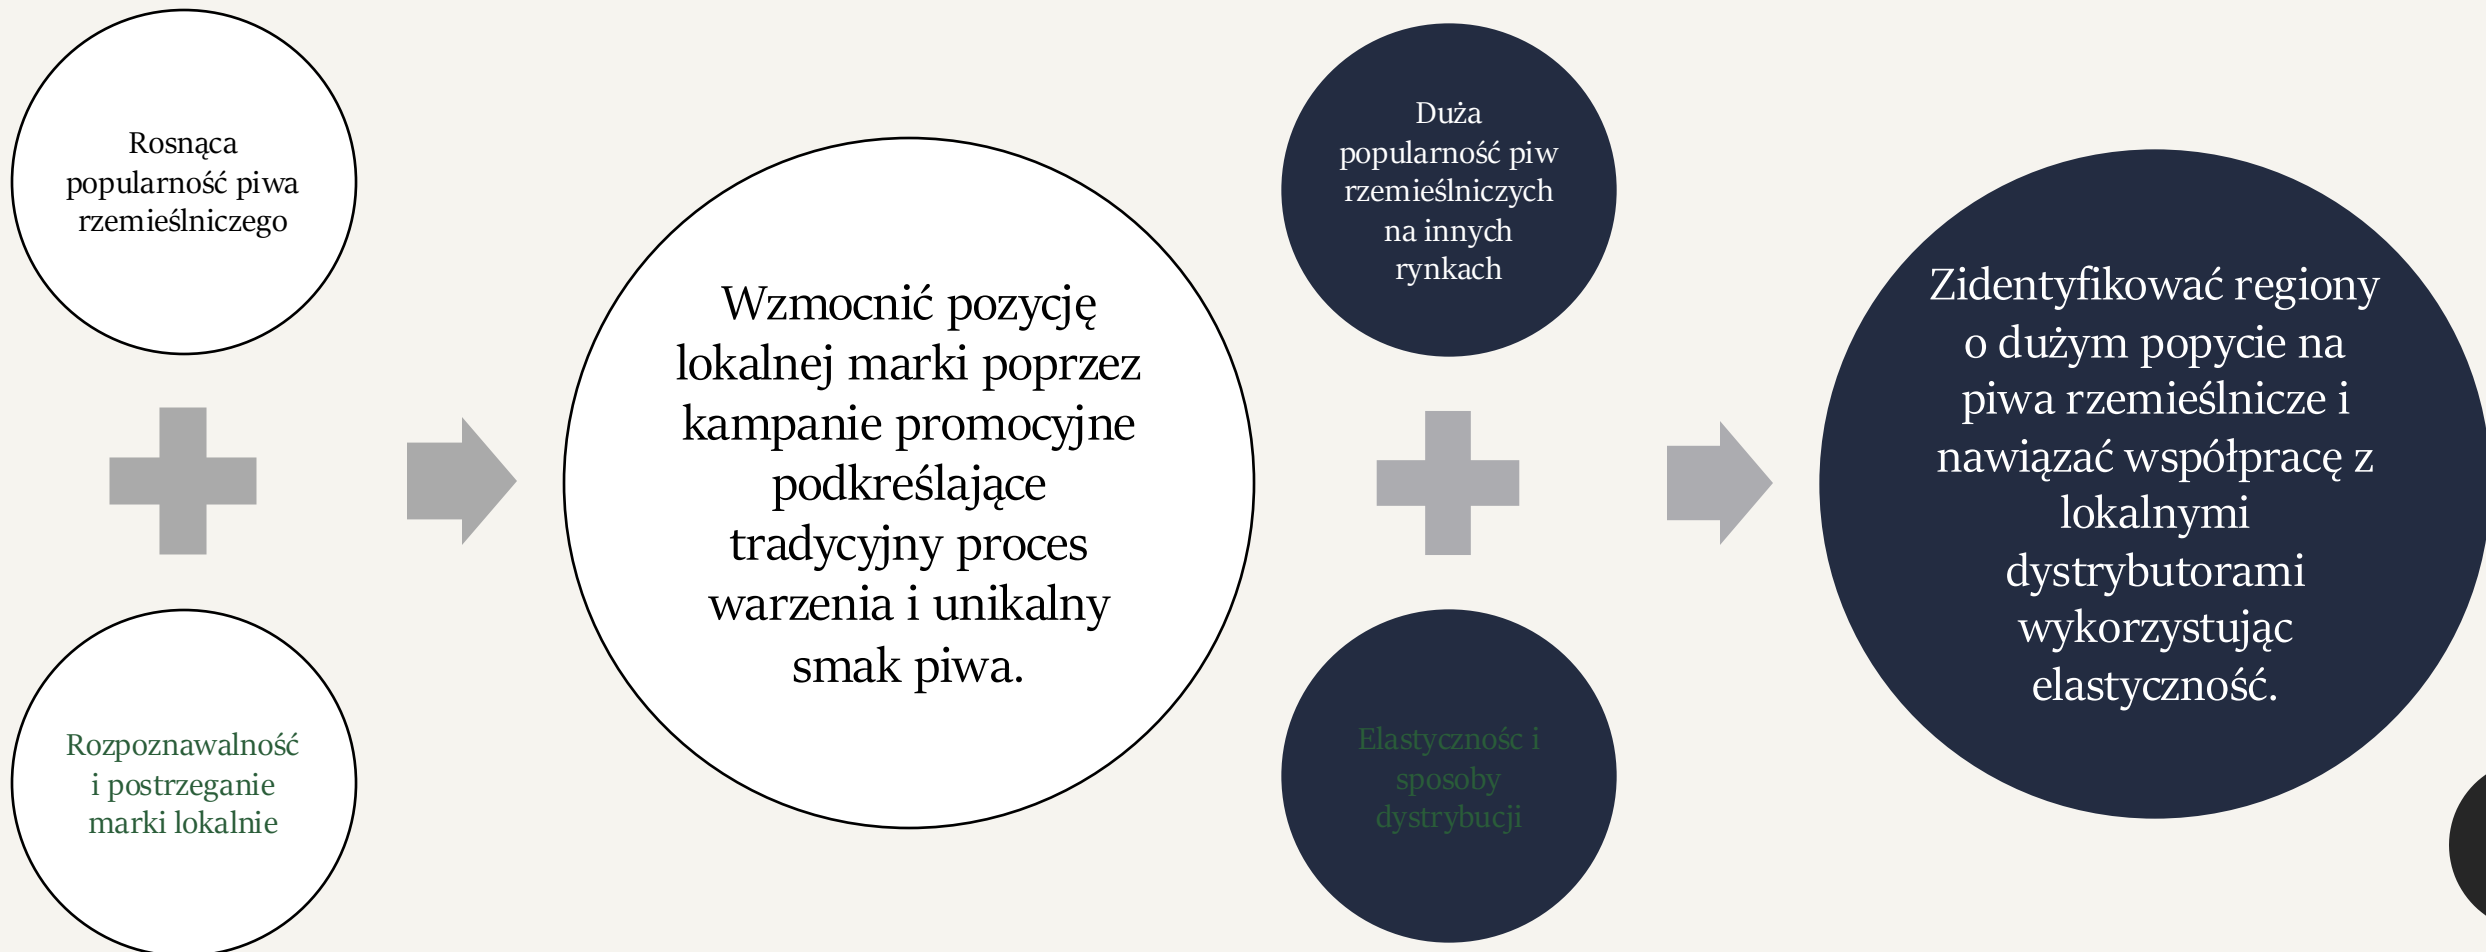 Rosnąca
popularność piwa
rzemieślniczego
Rozpoznawalność
i postrzeganie
marki lokalnie
Wzmocnić pozycję
lokalnej marki poprzez
kampanie promocyjne
podkreślające
tradycyjny proces
warzenia i unikalny
smak piwa.
Duża
popularność piw
rzemieślniczych
na innych
rynkach
Elastycznośc i
sposoby
dystrybucji
Zidentyfikować regiony
o dużym popycie na
piwa rzemieślnicze i
nawiązać współpracę z
lokalnymi
dystrybutorami
wykorzystując
elastyczność.